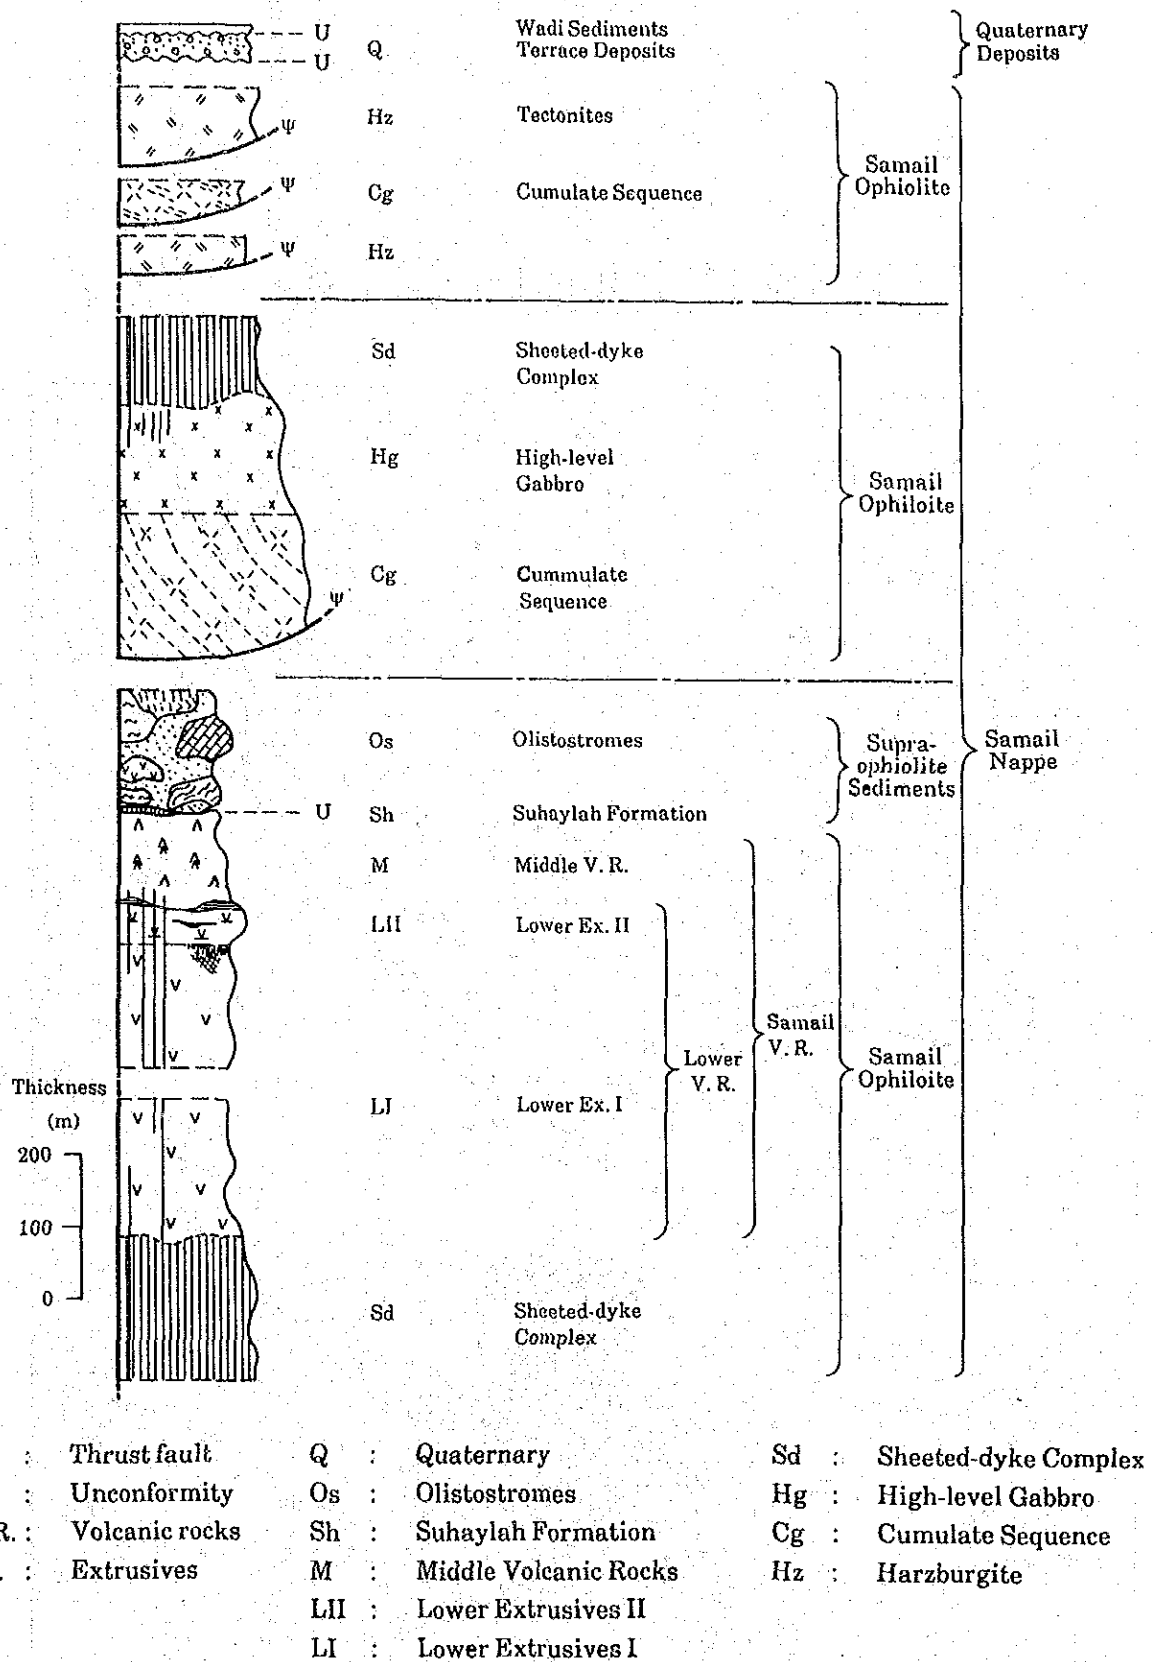 U
U
Q
Wadi Sediments
Terrace Deposits
Quaternary
Deposits
Hz
Tectonites
Ψ
Cg
Cumulate Sequence
Ψ
Hz
Ψ
Samail
Ophiolite
Sd
Sheeted-dyke
Complex
Hg
High-level
Gabbro
Cg
Cummulate
Sequence
Ψ
Samail
Ophiloite
Os
Olistostromes
U
Sh
Suhaylah Formation
Supra-
ophiolite
Sediments
Samail
Nappe
M
Middle V. R.
LII
Lower Ex. II
LI
Lower Ex. I
Lower
V. R.
Samail
V. R.
Samail
Ophiloite
Sd
Sheeted-dyke
Complex
Thickness
(m)
200
100
0
: Thrust fault
: Unconformity
R. : Volcanic rocks
. : Extrusives
Q : Quaternary
Os : Olistostromes
Sh : Suhaylah Formation
M : Middle Volcanic Rocks
LII : Lower Extrusives II
LI : Lower Extrusives I
Sd : Sheeted-dyke Complex
Hg : High-level Gabbro
Cg : Cumulate Sequence
Hz : Harzburgite